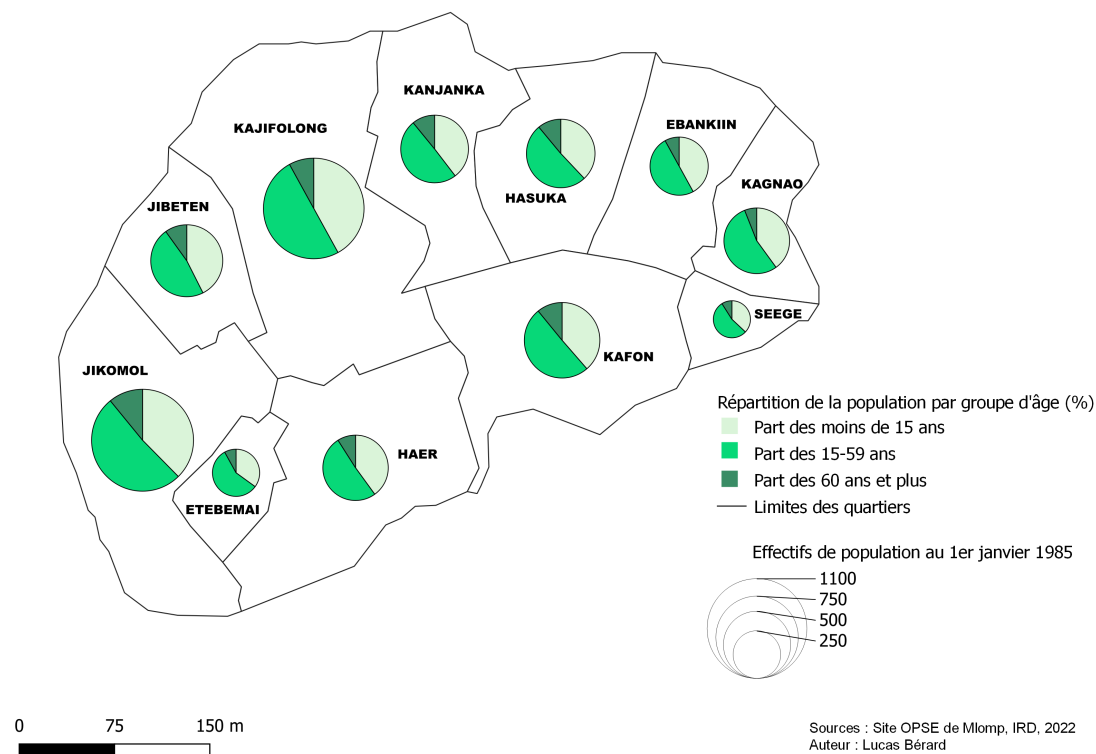 KANJANKA
KAJIFOLONG
EBANKIIN
KAGNAO
HASUKA
JIBETEN
SEEGE
KAFON
JIKOMOL
HAER
ETEBEMAI
Répartition de la population par groupe d'âge (%)
Part des moins de 15 ans
Part des 15-59 ans
Part des 60 ans et plus
Limites des quartiers
Effectifs de population au 1er janvier 1985
1100
750
500
250
0 75 150 m
Sources : Site OPSE de Mlomp, IRD, 2022
Auteur : Lucas Bérard